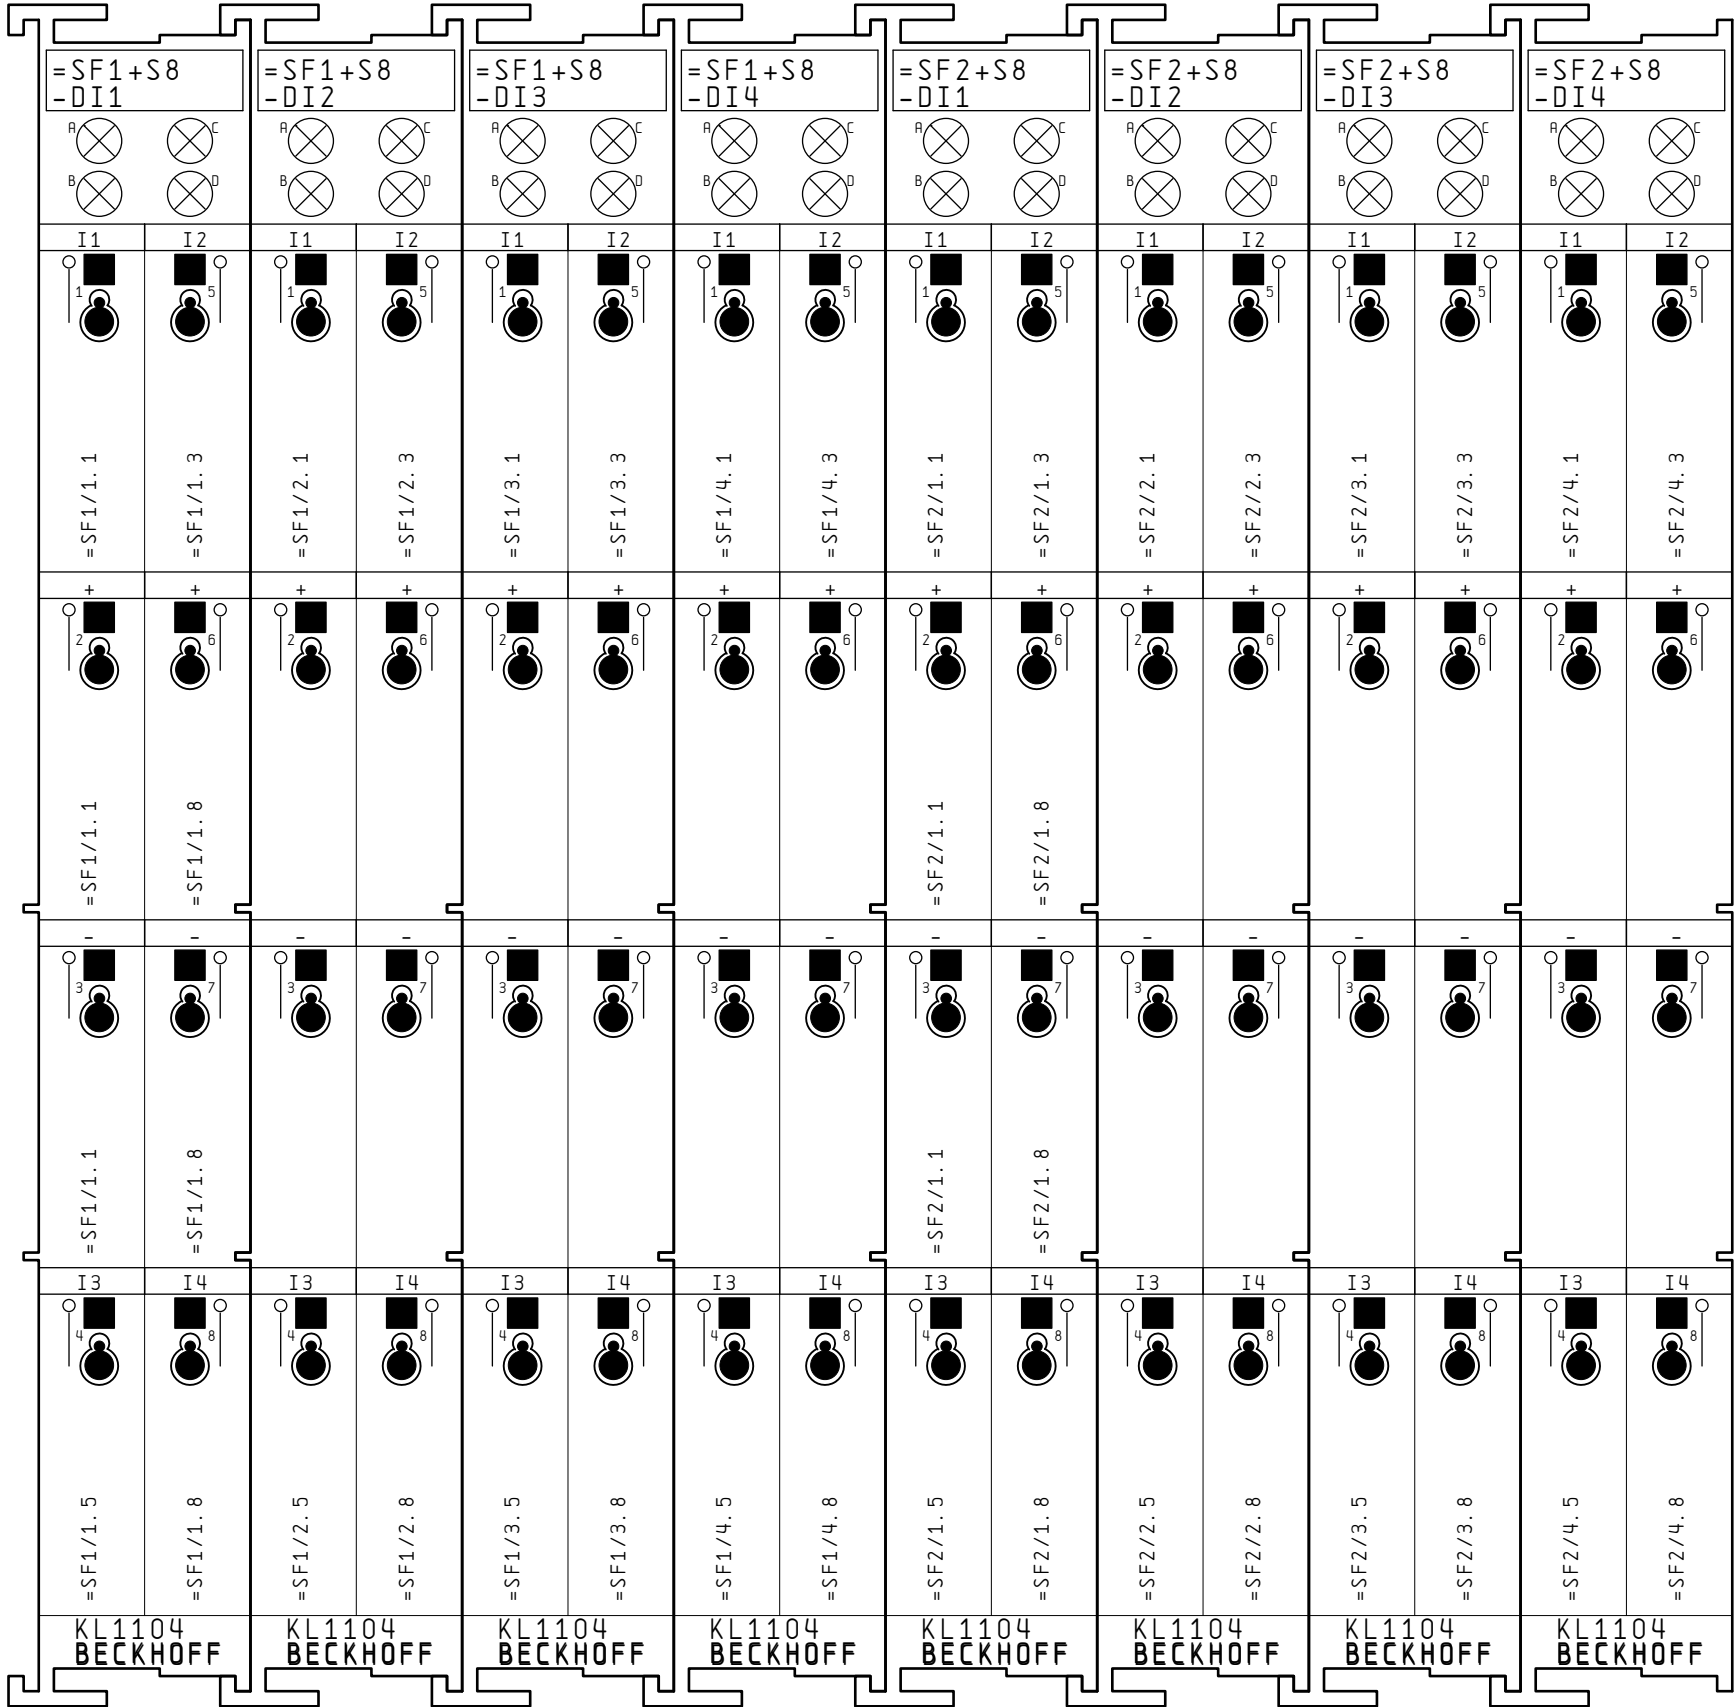 =SF1+S8 =SF1+S8 =SF1+S8 =SF1+S8 =SF2+S8 =SF2+S8 =SF2+S8 =SF2+S8
-DI1 -DI2 -DI3 -DI4 -DI1 -DI2 -DI3 -DI4
A C A C A C A C A C A C A C A C
B D B D B D B D B D B D B D B D
I1 I2 I1 I2 I1 I2 I1 I2 I1 I2 I1 I2 I1 I2 I1 I2
1 5 1 5 1 5 1 5 1 5 1 5 1 5 1 5
=SF1/1.1 =SF1/1.3 =SF1/2.1 =SF1/2.3 =SF1/3.1 =SF1/3.3 =SF1/4.1 =SF1/4.3 =SF2/1.1 =SF2/1.3 =SF2/2.1 =SF2/2.3 =SF2/3.1 =SF2/3.3 =SF2/4.1 =SF2/4.3
+ + + + + + + + + + + + + + + +
2 6 2 6 2 6 2 6 2 6 2 6 2 6 2 6
=SF1/1.1 =SF1/1.8 =SF2/1.1 =SF2/1.8
- - - - - - - - - - - - - - - -
3 7 3 7 3 7 3 7 3 7 3 7 3 7 3 7
=SF1/1.1 =SF1/1.8 =SF2/1.1 =SF2/1.8
I3 I4 I3 I4 I3 I4 I3 I4 I3 I4 I3 I4 I3 I4 I3 I4
4 8 4 8 4 8 4 8 4 8 4 8 4 8 4 8
=SF1/1.5 =SF1/1.8 =SF1/2.5 =SF1/2.8 =SF1/3.5 =SF1/3.8 =SF1/4.5 =SF1/4.8 =SF2/1.5 =SF2/1.8 =SF2/2.5 =SF2/2.8 =SF2/3.5 =SF2/3.8 =SF2/4.5 =SF2/4.8
KL1104 KL1104 KL1104 KL1104 KL1104 KL1104 KL1104 KL1104
BECKHOFF BECKHOFF BECKHOFF BECKHOFF BECKHOFF BECKHOFF BECKHOFF BECKHOFF